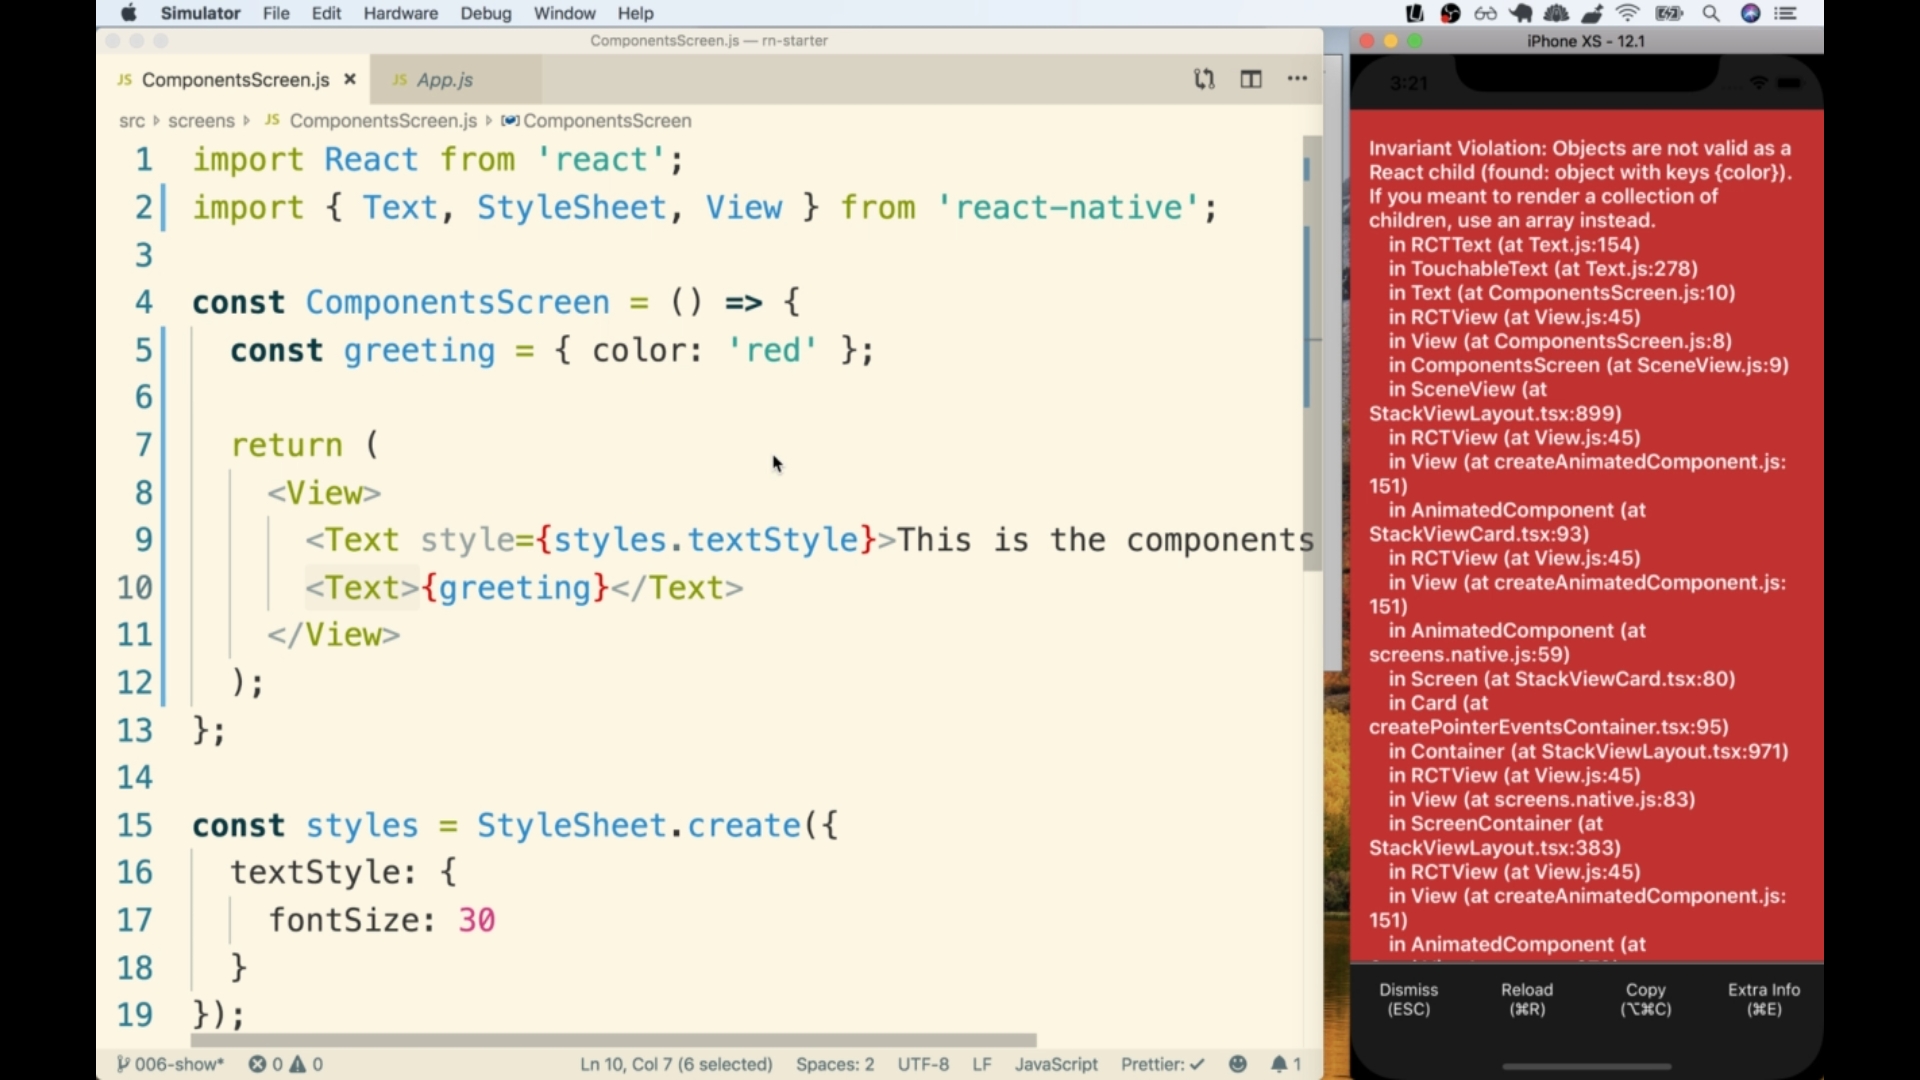 Simulator File Edit Hardware Debug Window Help
ComponentsScreen.js — rn-starter
JS ComponentsScreen.js × JS App.js
src screens JS ComponentsScreen.js ComponentsScreen
1 import React from 'react';
2 import { Text, StyleSheet, View } from 'react-native';
3
4 const ComponentsScreen = () => {
5 const greeting = { color: 'red' };
6
7 return (
8 <View>
9 <Text style={styles.textStyle}>This is the components
10 <Text>{greeting}</Text>
11 </View>
12 );
13 };
14
15 const styles = StyleSheet.create({
16 textStyle: {
17 fontSize: 30
18 }
19 });
006-show* 0 0 Ln 10, Col 7 (6 selected) Spaces: 2 UTF-8 LF JavaScript Prettier: ✓ 1
iPhone XS - 12.1
3:21
Invariant Violation: Objects are not valid as a
React child (found: object with keys {color}).
If you meant to render a collection of
children, use an array instead.
in RCTText (at Text.js:154)
in TouchableText (at Text.js:278)
in Text (at ComponentsScreen.js:10)
in RCTView (at View.js:45)
in View (at ComponentsScreen.js:8)
in ComponentsScreen (at SceneView.js:9)
in SceneView (at
StackViewLayout.tsx:899)
in RCTView (at View.js:45)
in View (at createAnimatedComponent.js:
151)
in AnimatedComponent (at
StackViewCard.tsx:93)
in RCTView (at View.js:45)
in View (at createAnimatedComponent.js:
151)
in AnimatedComponent (at
screens.native.js:59)
in Screen (at StackViewCard.tsx:80)
in Card (at
createPointerEventsContainer.tsx:95)
in Container (at StackViewLayout.tsx:971)
in RCTView (at View.js:45)
in View (at screens.native.js:83)
in ScreenContainer (at
StackViewLayout.tsx:383)
in RCTView (at View.js:45)
in View (at createAnimatedComponent.js:
151)
in AnimatedComponent (at
Dismiss Reload Copy Extra Info
(ESC) (⌘R) (⌥⌘C) (⌘E)